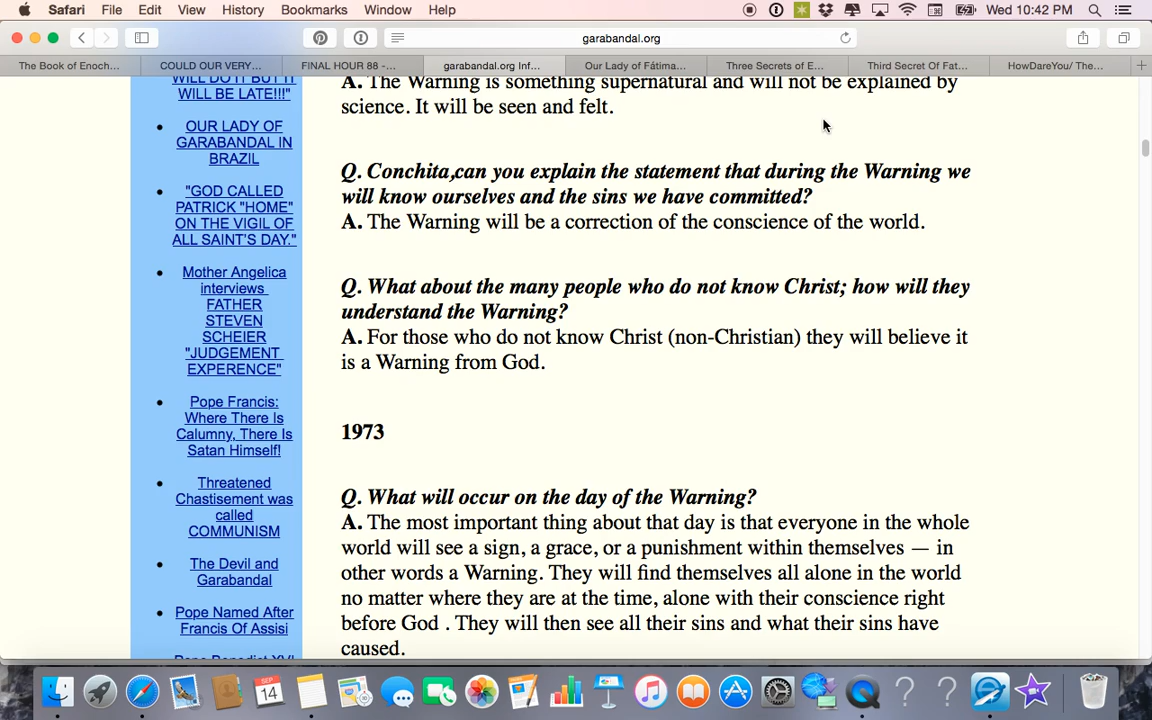 Safari File Edit View History Bookmarks Window Help
Wed 10:42 PM
garabandal.org
The Book of Enoch...
COULD OUR VERY...
FINAL HOUR 88 -...
garabandal.org Inf...
Our Lady of Fátima...
Three Secrets of E...
Third Secret Of Fat...
HowDareYou/ The...
WILL DO IT BUT IT
WILL BE LATE!!!"
OUR LADY OF
GARABANDAL IN
BRAZIL
"GOD CALLED
PATRICK "HOME"
ON THE VIGIL OF
ALL SAINT'S DAY."
Mother Angelica
interviews
FATHER
STEVEN
SCHEIER
"JUDGEMENT
EXPERENCE"
Pope Francis:
Where There Is
Calumny, There Is
Satan Himself!
Threatened
Chastisement was
called
COMMUNISM
The Devil and
Garabandal
Pope Named After
Francis Of Assisi
Pope Benedict XVI
A. The Warning is something supernatural and will not be explained by
science. It will be seen and felt.
Q. Conchita,can you explain the statement that during the Warning we
will know ourselves and the sins we have committed?
A. The Warning will be a correction of the conscience of the world.
Q. What about the many people who do not know Christ; how will they
understand the Warning?
A. For those who do not know Christ (non-Christian) they will believe it
is a Warning from God.
1973
Q. What will occur on the day of the Warning?
A. The most important thing about that day is that everyone in the whole
world will see a sign, a grace, or a punishment within themselves — in
other words a Warning. They will find themselves all alone in the world
no matter where they are at the time, alone with their conscience right
before God . They will then see all their sins and what their sins have
caused.
SEP
14